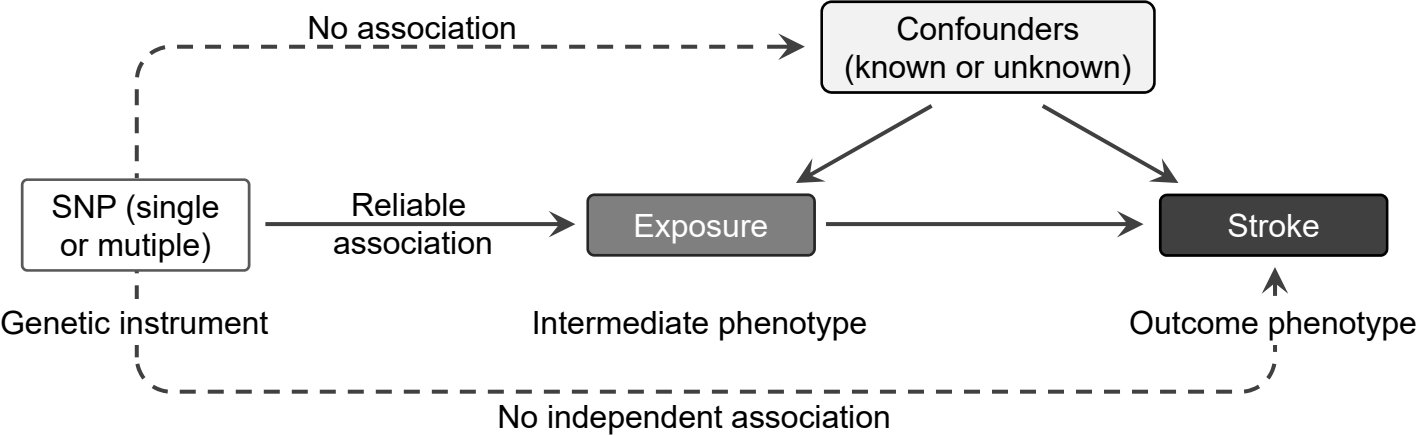 No association
Confounders
(known or unknown)
SNP (single
or mutiple)
Reliable
association
Exposure
Stroke
Genetic instrument
Intermediate phenotype
Outcome phenotype
No independent association